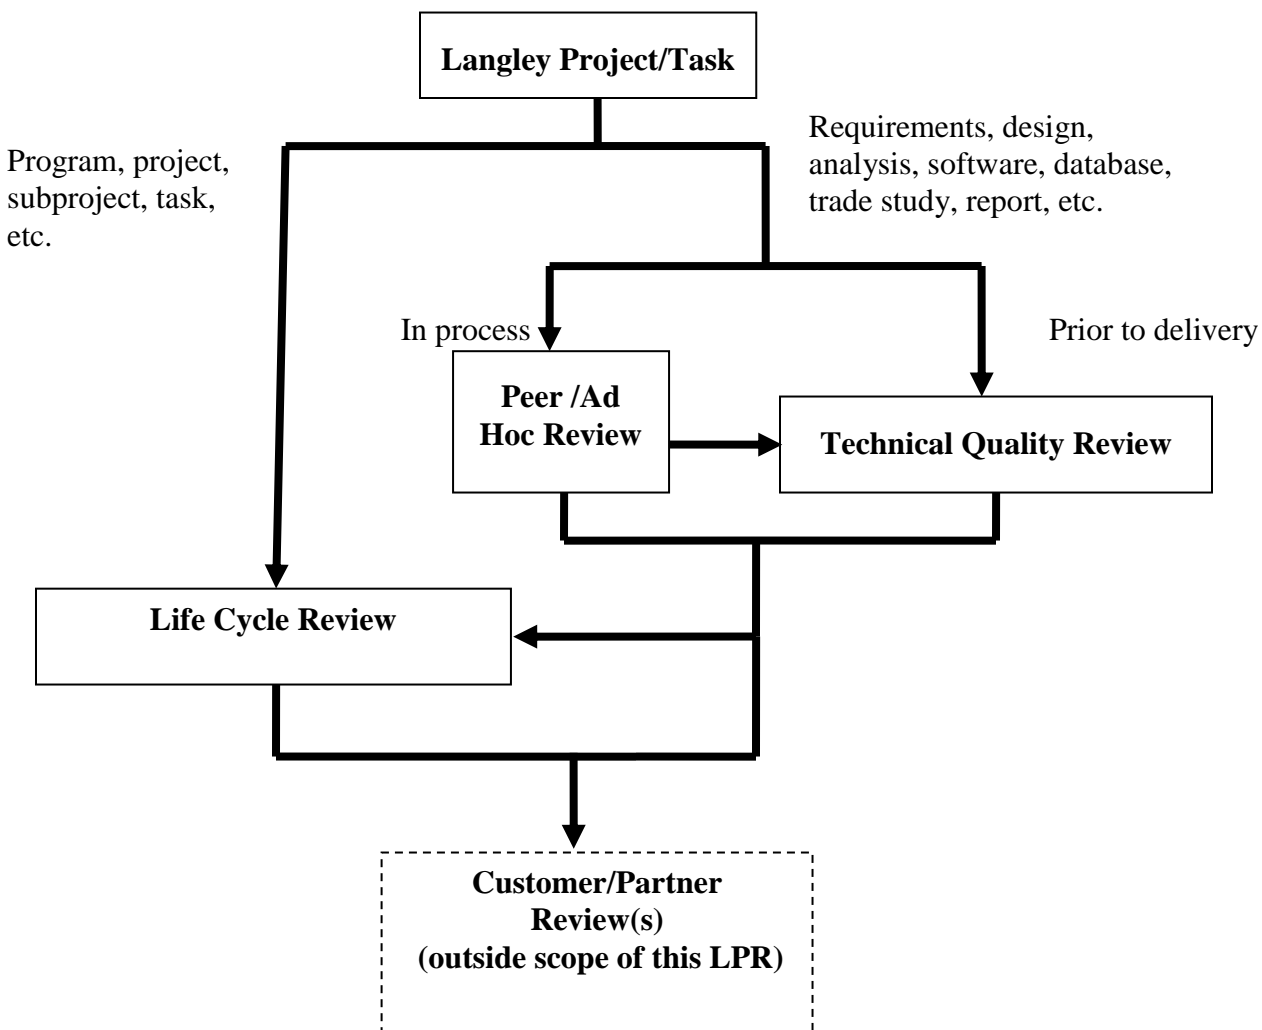 Langley Project/Task
Requirements, design,
analysis, software, database,
trade study, report, etc.
Program, project,
subproject, task,
etc.
In process
Prior to delivery
Peer /Ad
Hoc Review
Technical Quality Review
Life Cycle Review
Customer/Partner
Review(s)
(outside scope of this LPR)